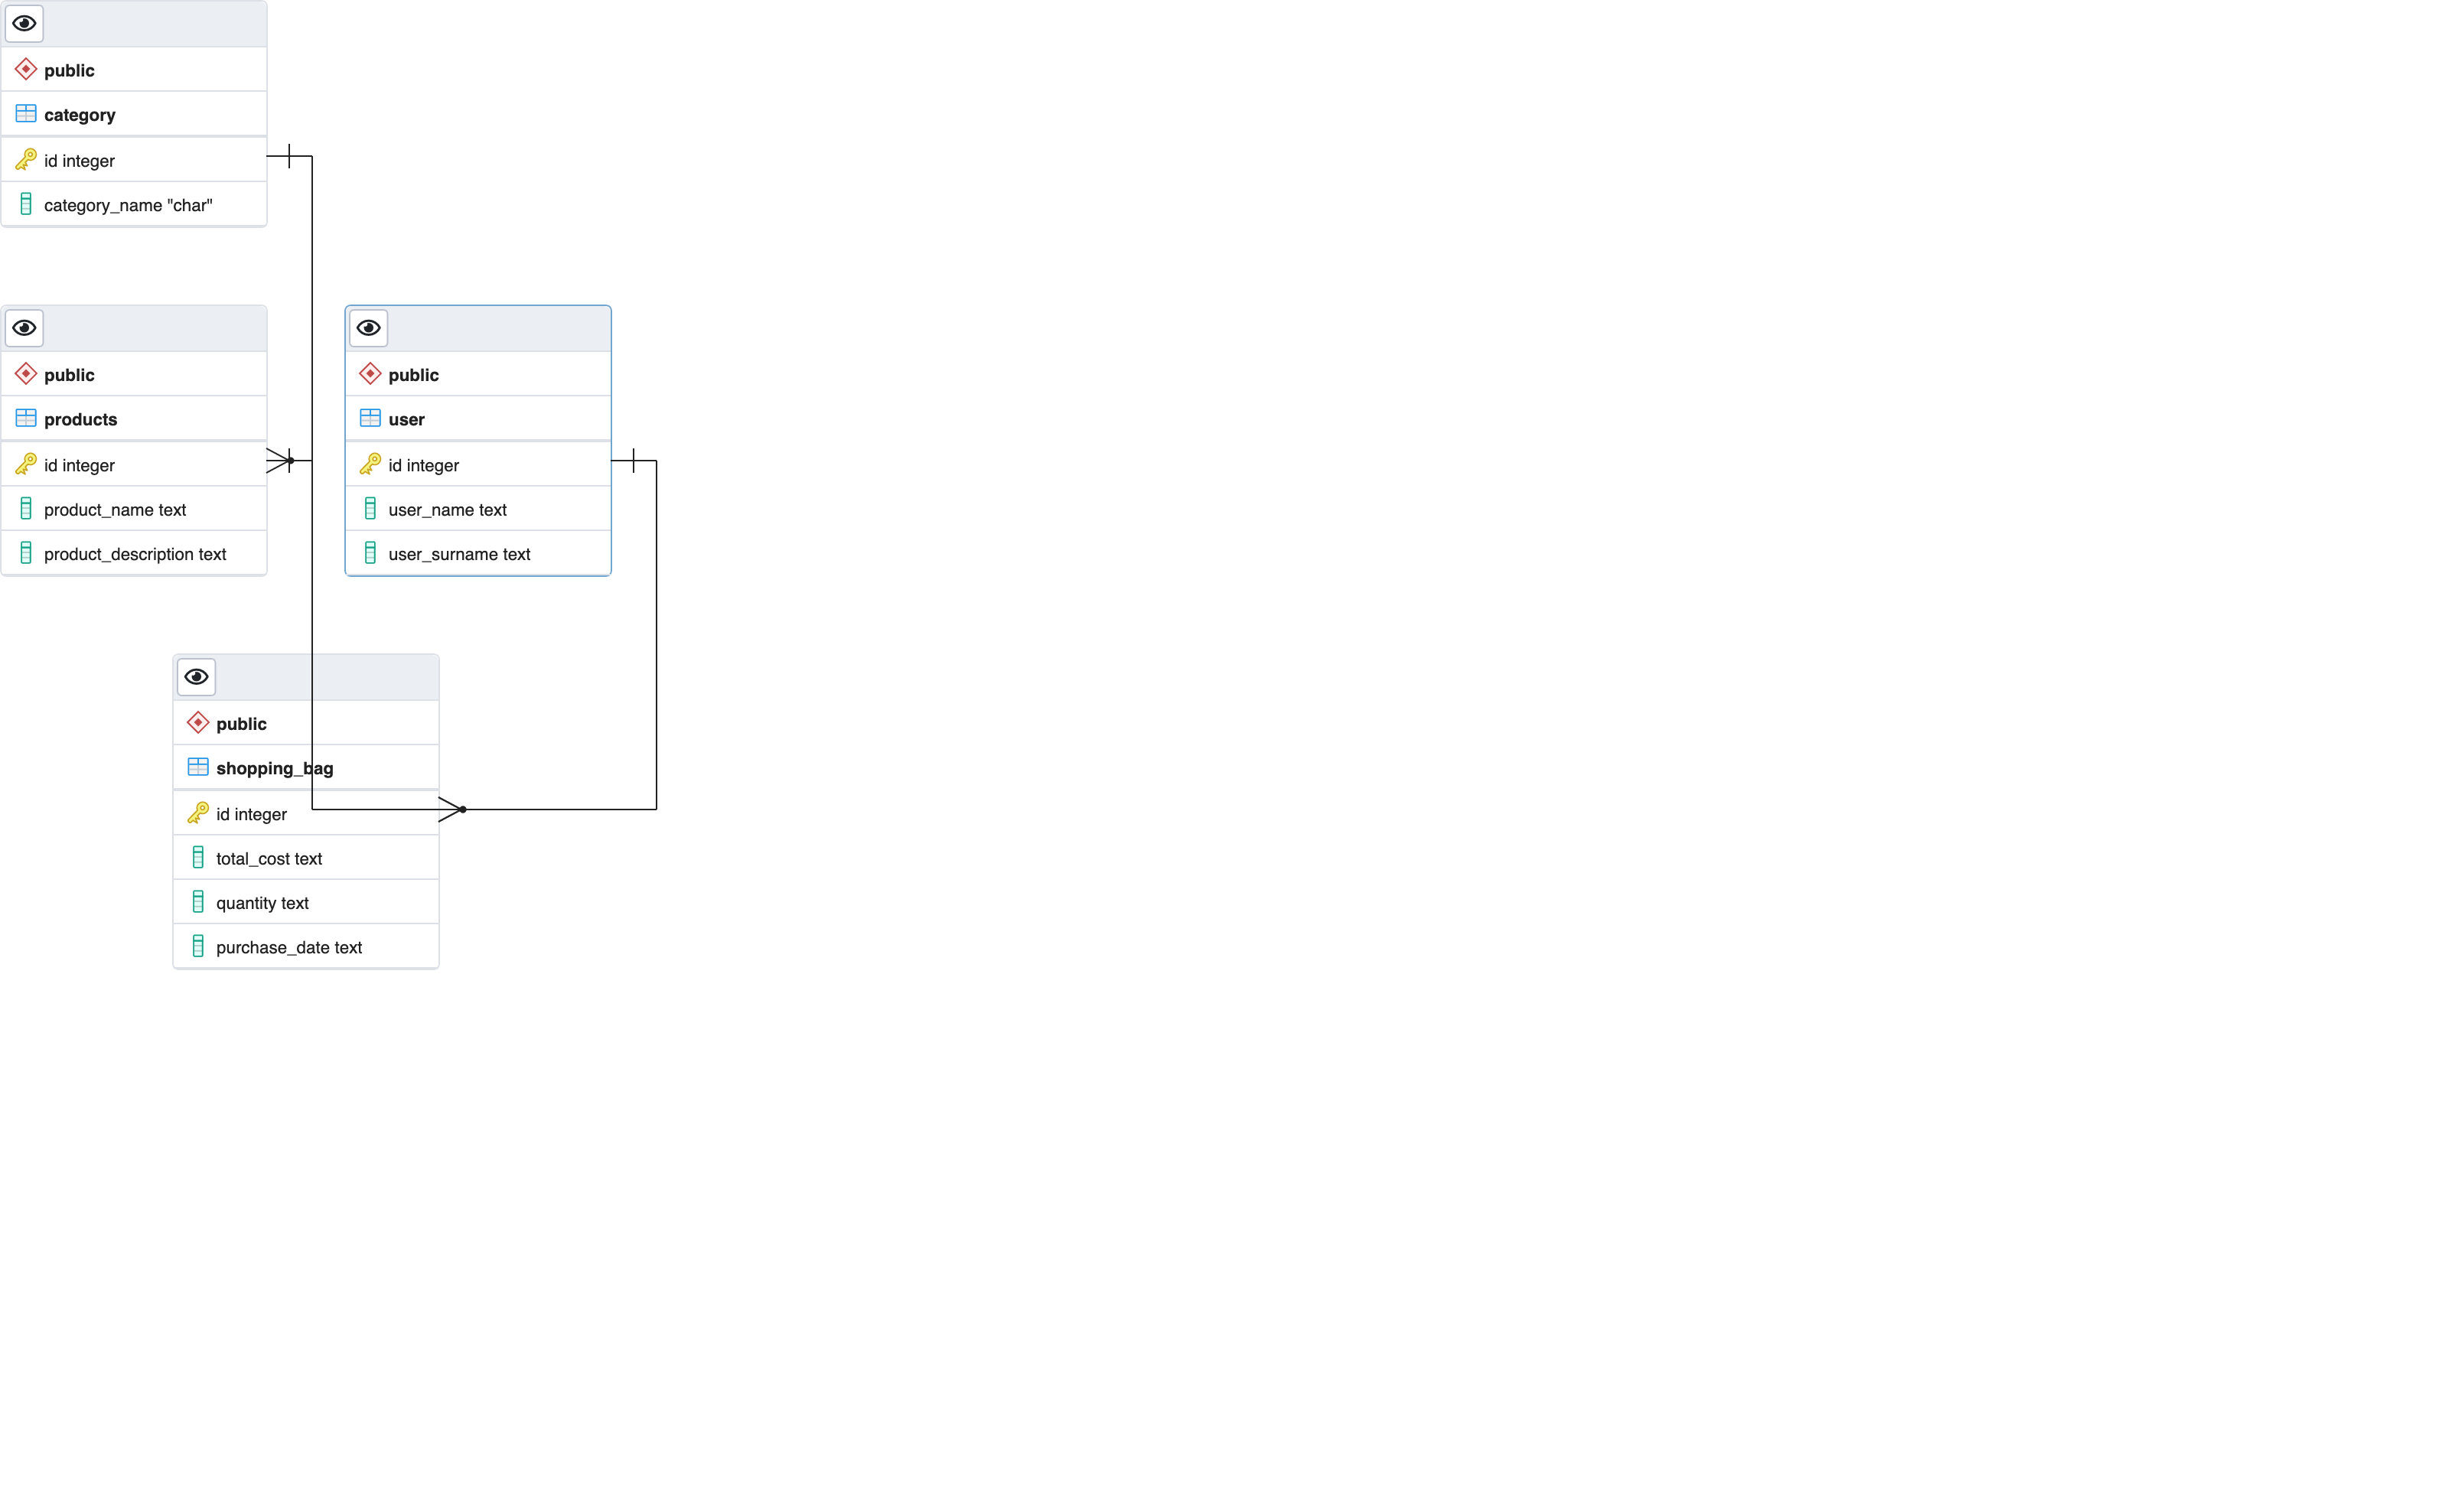 public
category
id integer
category_name "char"
public
products
id integer
product_name text
product_description text
public
user
id integer
user_name text
user_surname text
public
shopping_bag
id integer
total_cost text
quantity text
purchase_date text